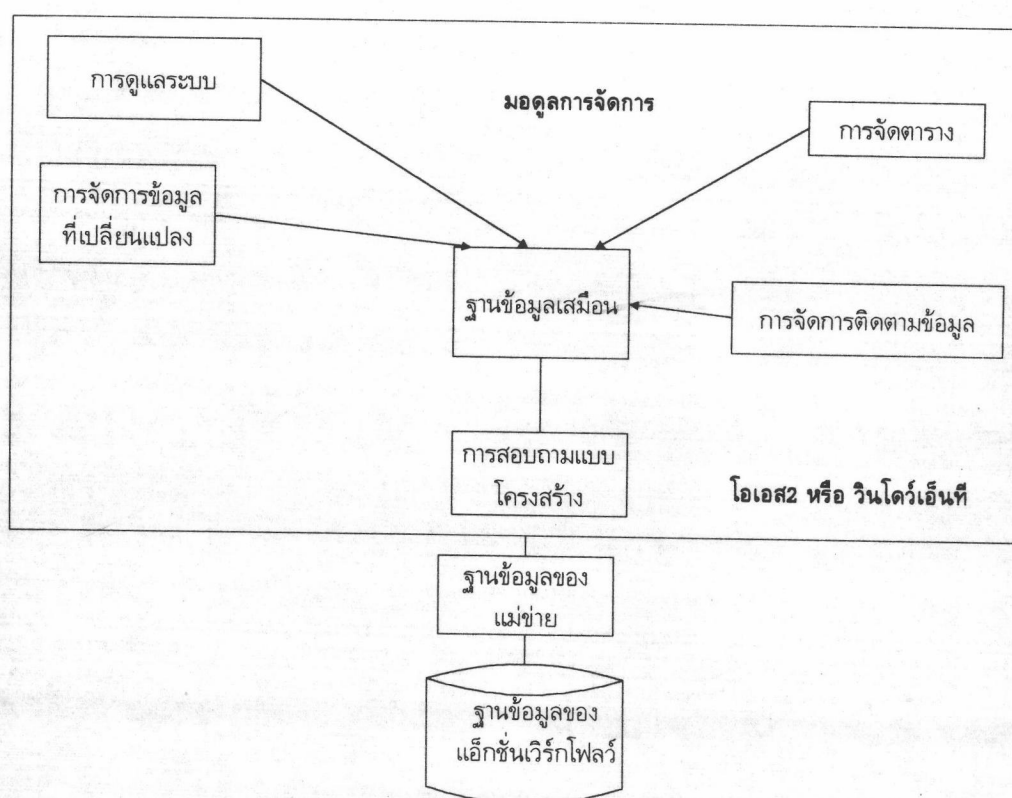 การดูแลระบบ
มอดูลการจัดการ
การจัดตาราง
การจัดการข้อมูล
ที่เปลี่ยนแปลง
ฐานข้อมูลเสมือน
การจัดการติดตามข้อมูล
การสอบถามแบบ
โครงสร้าง
โอเอส2 หรือ วินโดว์เอ็นที
ฐานข้อมูลของ
แม่ข่าย
ฐานข้อมูลของ
แอ็กชั่นเวิร์กโฟลว์